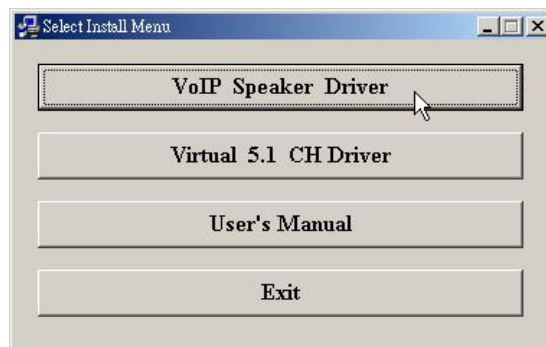 Select Install Menu
VoIP Speaker Driver
Virtual 5.1 CH Driver
User's Manual
Exit